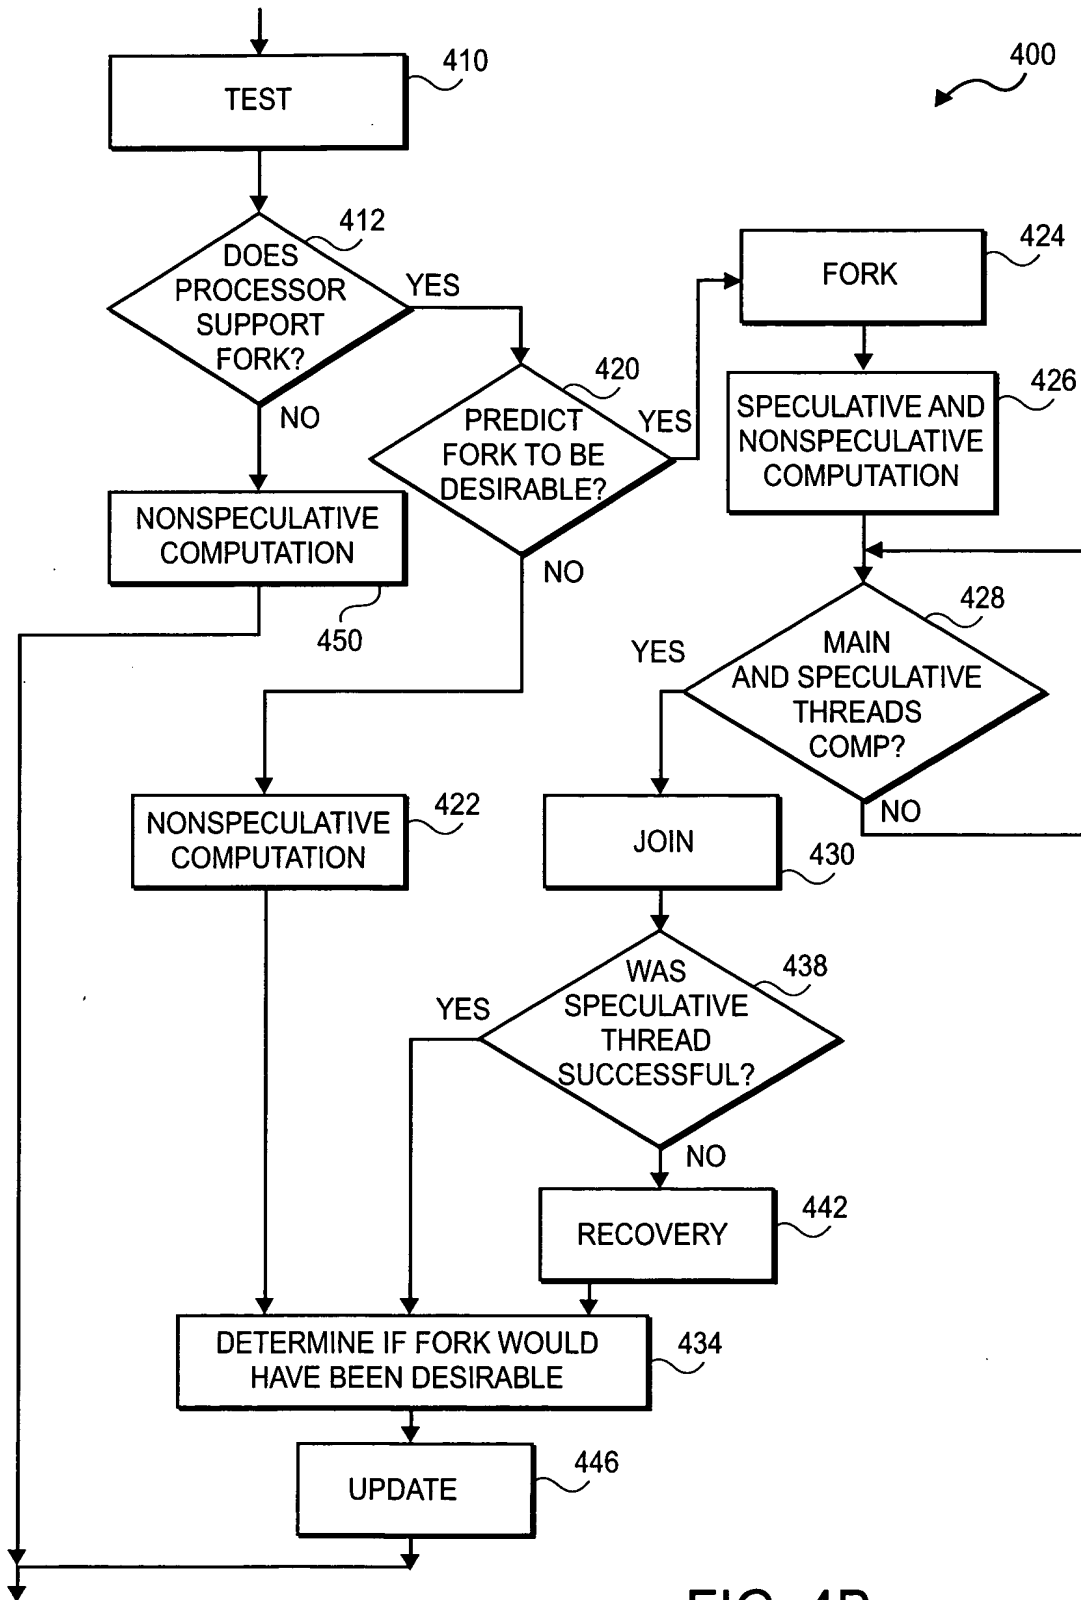 410
TEST
400
412
DOES
PROCESSOR
SUPPORT
FORK?
YES
NO
424
FORK
420
PREDICT
FORK TO BE
DESIRABLE?
YES
NO
426
SPECULATIVE AND
NONSPECULATIVE
COMPUTATION
NONSPECULATIVE
COMPUTATION
450
428
MAIN
AND SPECULATIVE
THREADS
COMP?
YES
NO
NONSPECULATIVE
COMPUTATION
422
JOIN
430
438
WAS
SPECULATIVE
THREAD
SUCCESSFUL?
YES
NO
RECOVERY
442
DETERMINE IF FORK WOULD
HAVE BEEN DESIRABLE
434
UPDATE
446
FIG. 4B